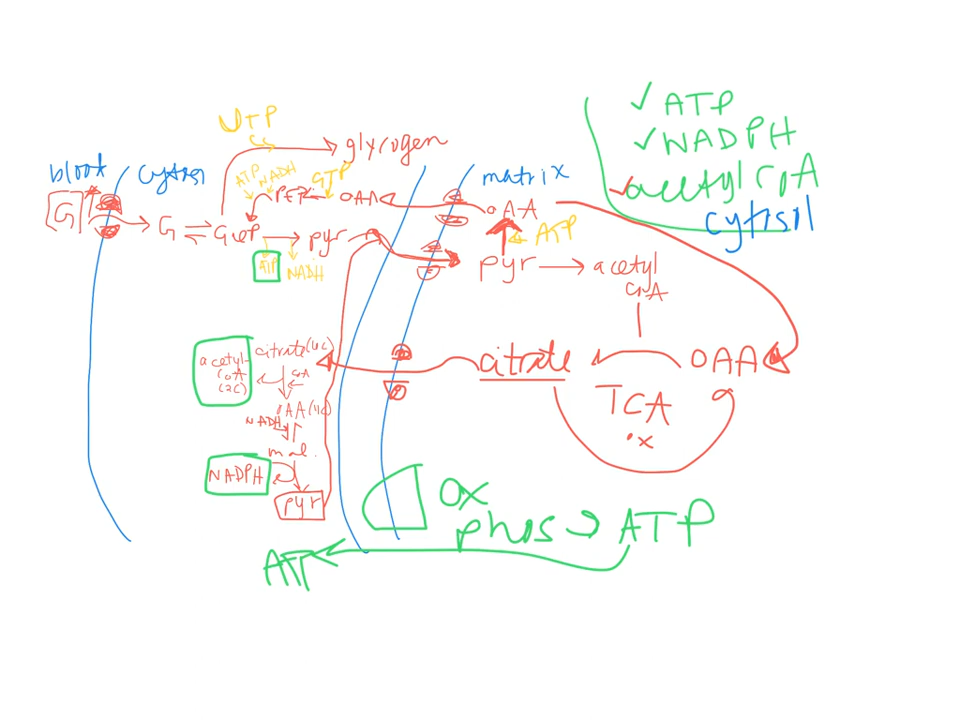 ✓ ATP
✓ NADPH
✓ acetyl CoA
cytosol
UTP
glycogen
blood
cytosol
ATP
NADH
GTP
matrix
G
PEP
OAA
OAA
G
G6P
pyr
ATP
pyr
acetyl
CoA
ATP
NADH
acetyl-
CoA
(2C)
citrate (6C)
CoA
citrate
OAA
OAA (4C)
NADH
TCA
x
mal.
NADPH
pyr
OX
phos → ATP
ATP